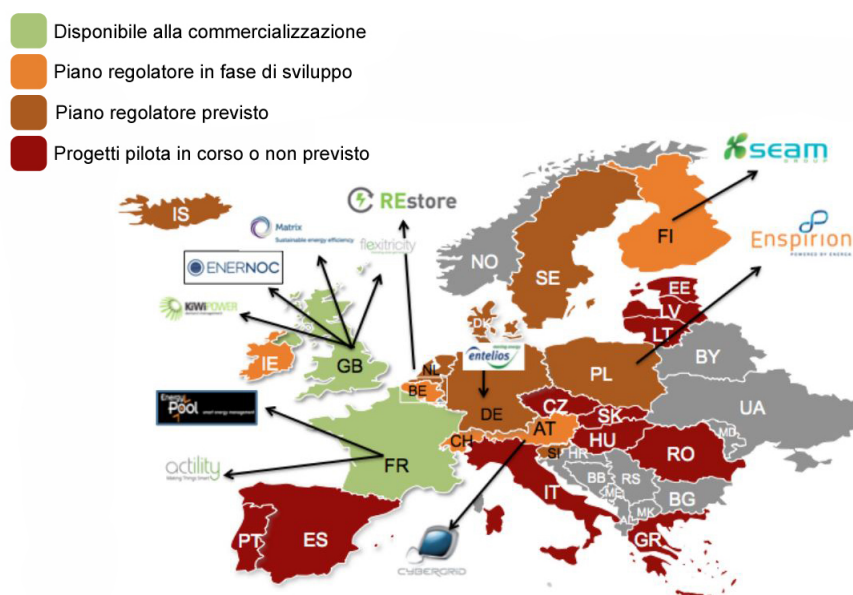 Disponibile alla commercializzazione
Piano regolatore in fase di sviluppo
Piano regolatore previsto
Progetti pilota in corso o non previsto
seam
GROUP
IS
REstore
Matrix
Sustainable energy efficiency
flexitricity
Enspirion
POWERED BY ENERGA
FI
NO
SE
ENERNOC
KiWiPOWER
EE
LV
LT
DK
entelios
IE
GB
NL
BE
BY
PL
DE
UA
Energy
Pool
smart energy management
CZ
SK
MD
AT
HU
CH
SI
HR
RO
FR
actility
Making Things Smart
BB
RS
IT
ME
BG
MK
AL
PT
ES
GR
CYBERGRID